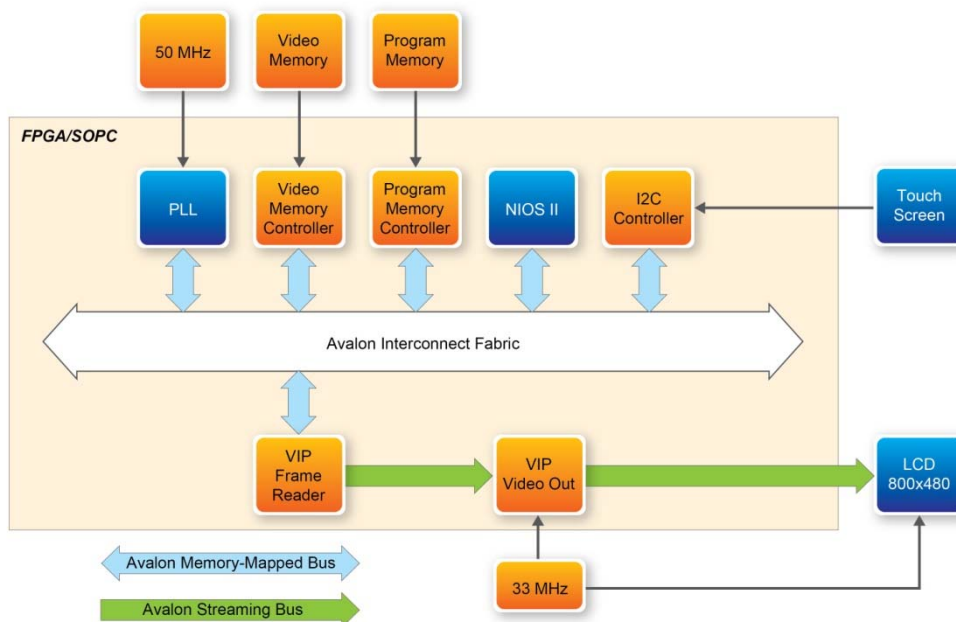 50 MHz
Video
Memory
Program
Memory
FPGA/SOPC
PLL
Video
Memory
Controller
Program
Memory
Controller
NIOS II
I2C
Controller
Touch
Screen
Avalon Interconnect Fabric
VIP
Frame
Reader
VIP
Video Out
LCD
800x480
Avalon Memory-Mapped Bus
33 MHz
Avalon Streaming Bus